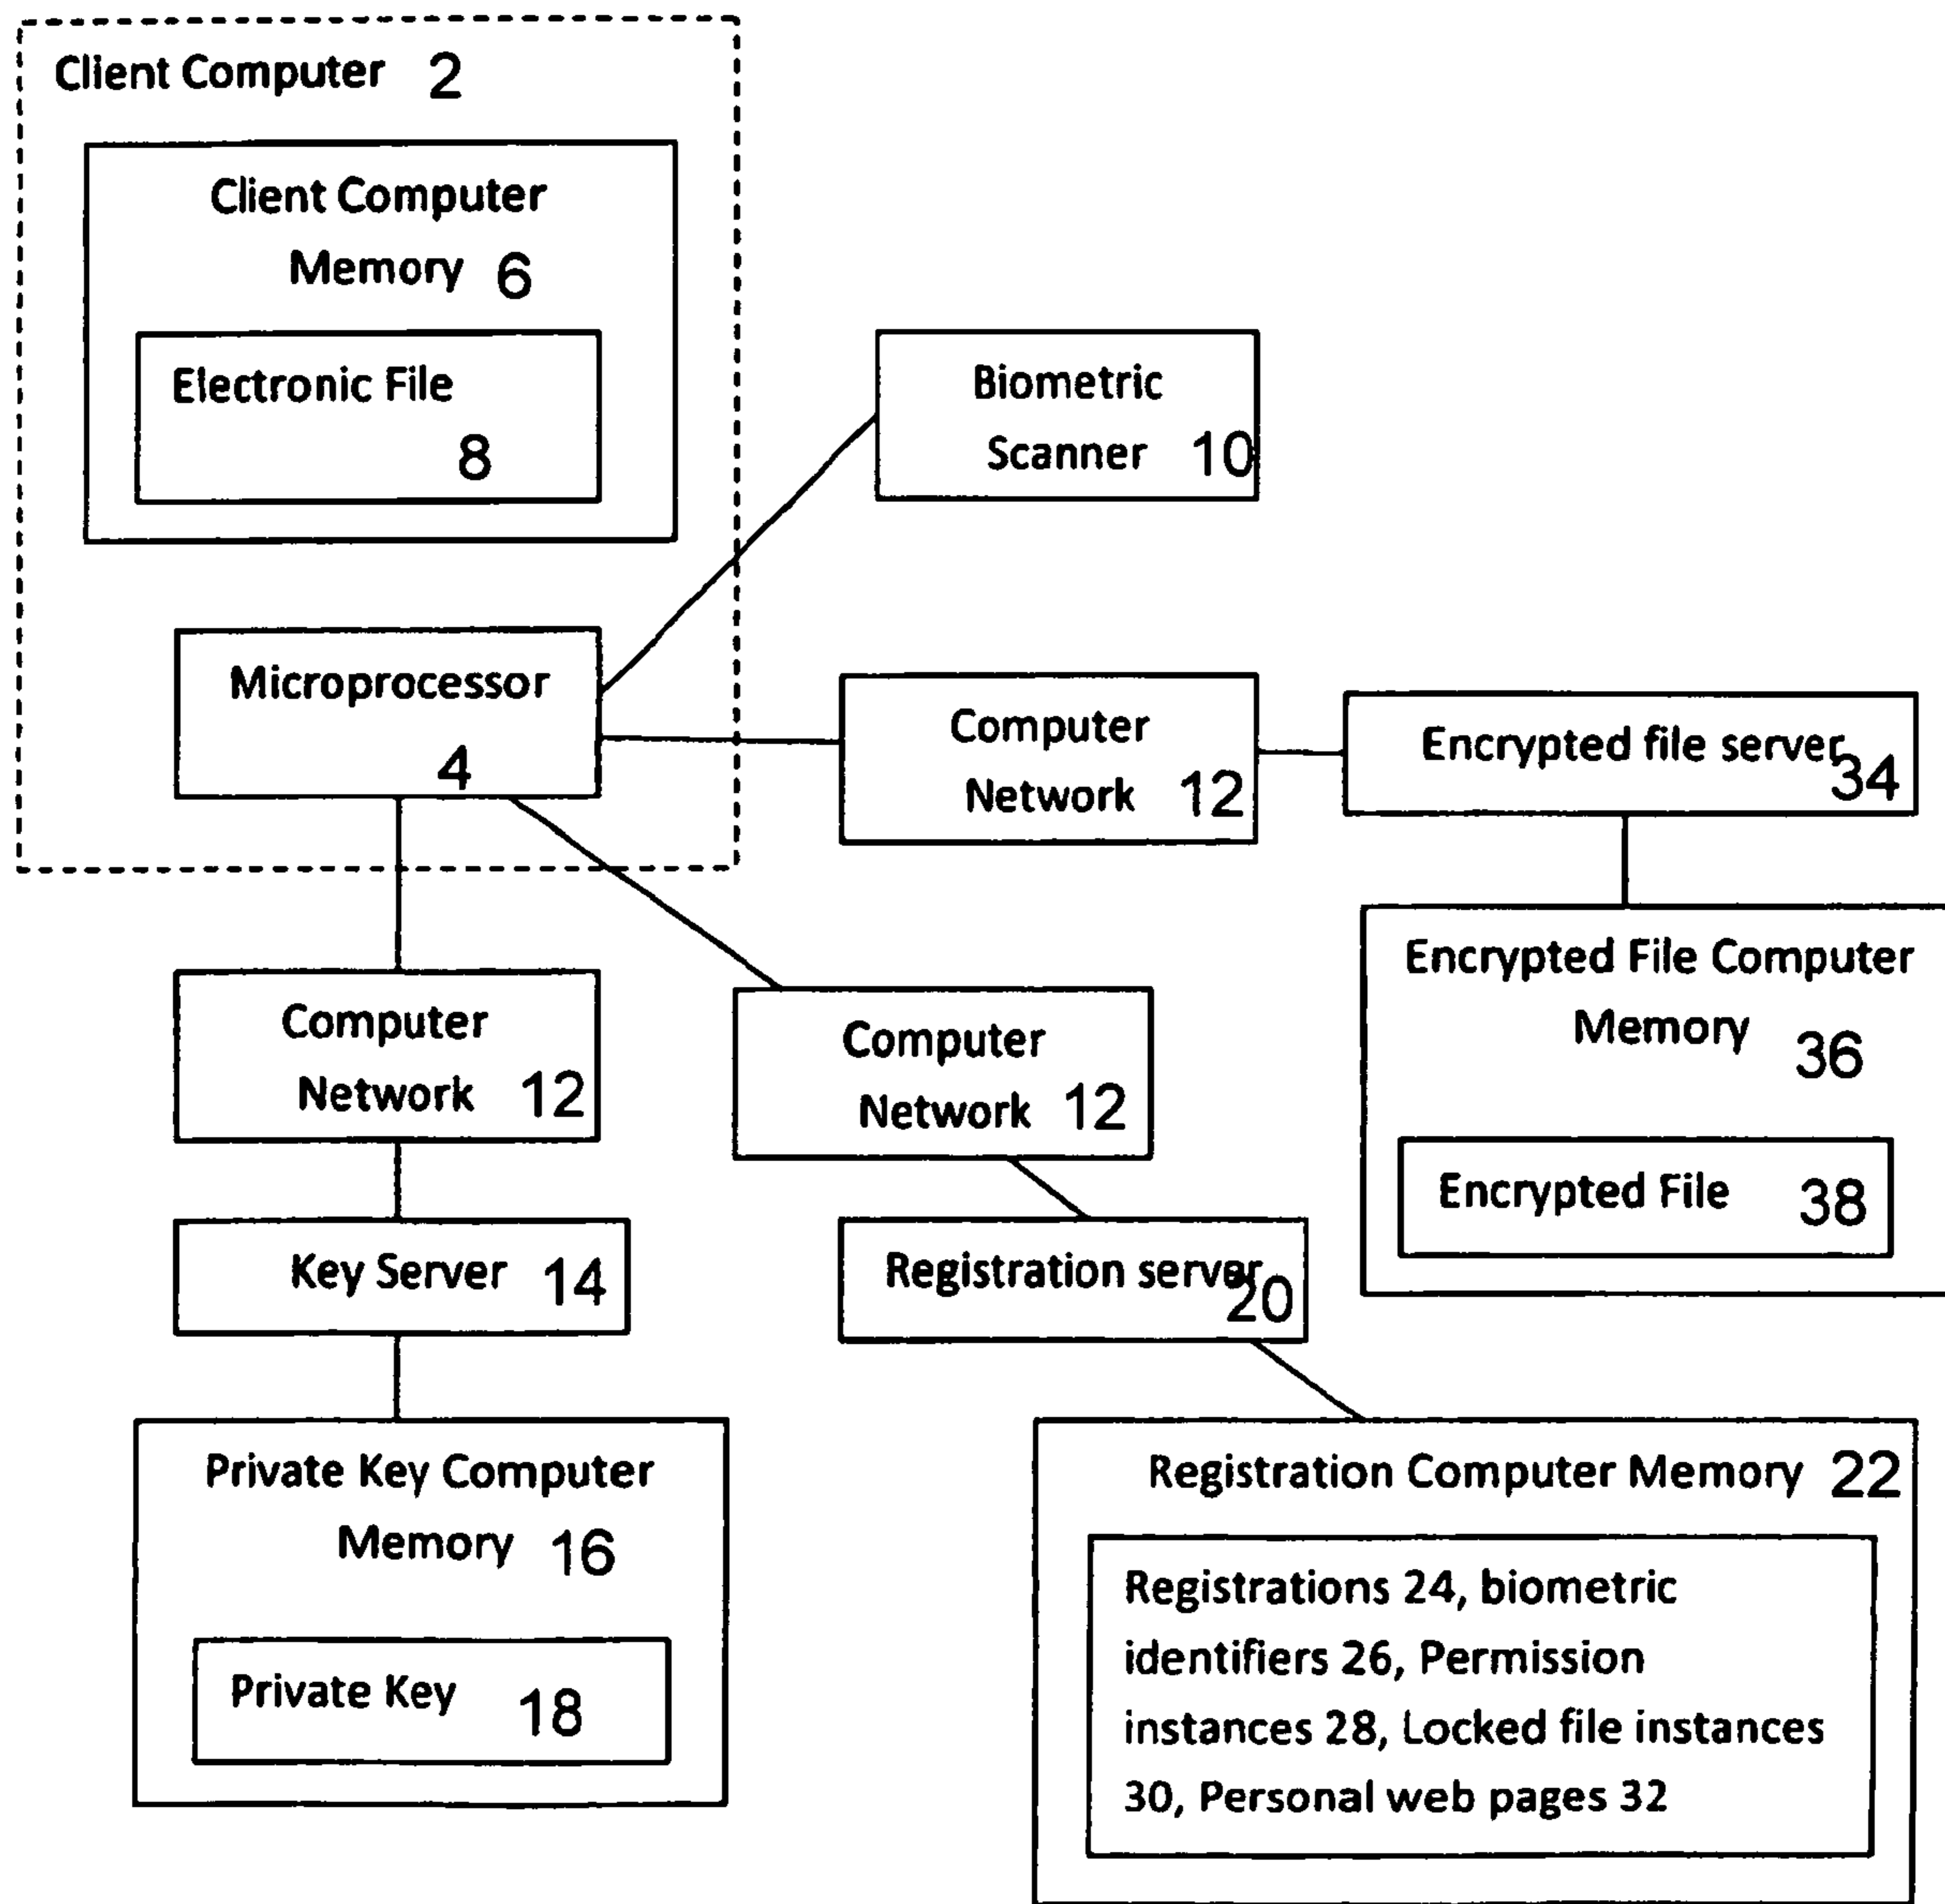 Client Computer 2
Client Computer
Memory 6
Electronic File
8
Biometric
Scanner 10
Microprocessor
4
Computer
Network 12
Encrypted file server
34
Encrypted File Computer
Memory 36
Encrypted File 38
Computer
Network 12
Computer
Network 12
Key Server 14
Registration server
20
Private Key Computer
Memory 16
Private Key 18
Registration Computer Memory 22
Registrations 24, biometric
identifiers 26, Permission
instances 28, Locked file instances
30, Personal web pages 32